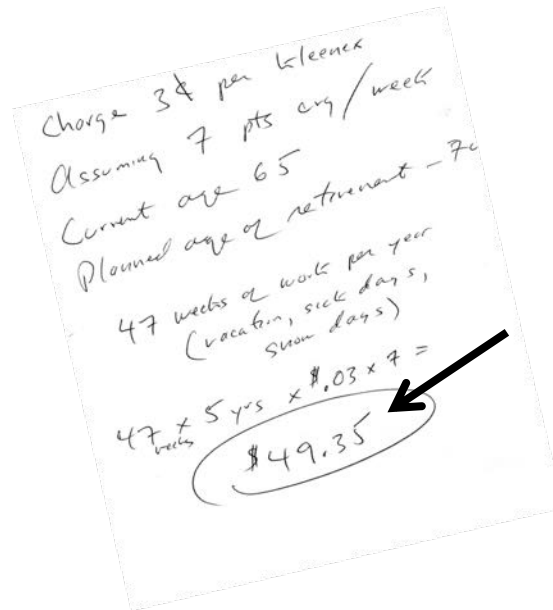 Charge 3¢ per kleenex
Assuming 7 pts cry/week
Current age 65
Planned age of retirement - 70
47 weeks of work per year
(vacation, sick days,
snow days)
47 weeks x 5 yrs x $.03 x 7 =
$49.35